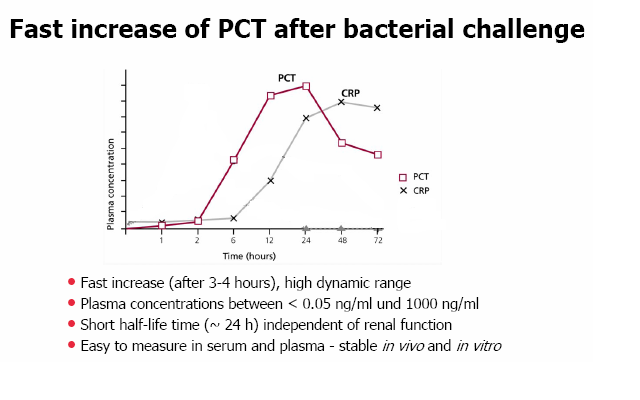 Fast increase of PCT after bacterial challenge
PCT
CRP
Plasma concentration
PCT
CRP
1 2 6 12 24 48 72
Time (hours)
• Fast increase (after 3-4 hours), high dynamic range
• Plasma concentrations between < 0.05 ng/ml und 1000 ng/ml
• Short half-life time (~ 24 h) independent of renal function
• Easy to measure in serum and plasma - stable in vivo and in vitro